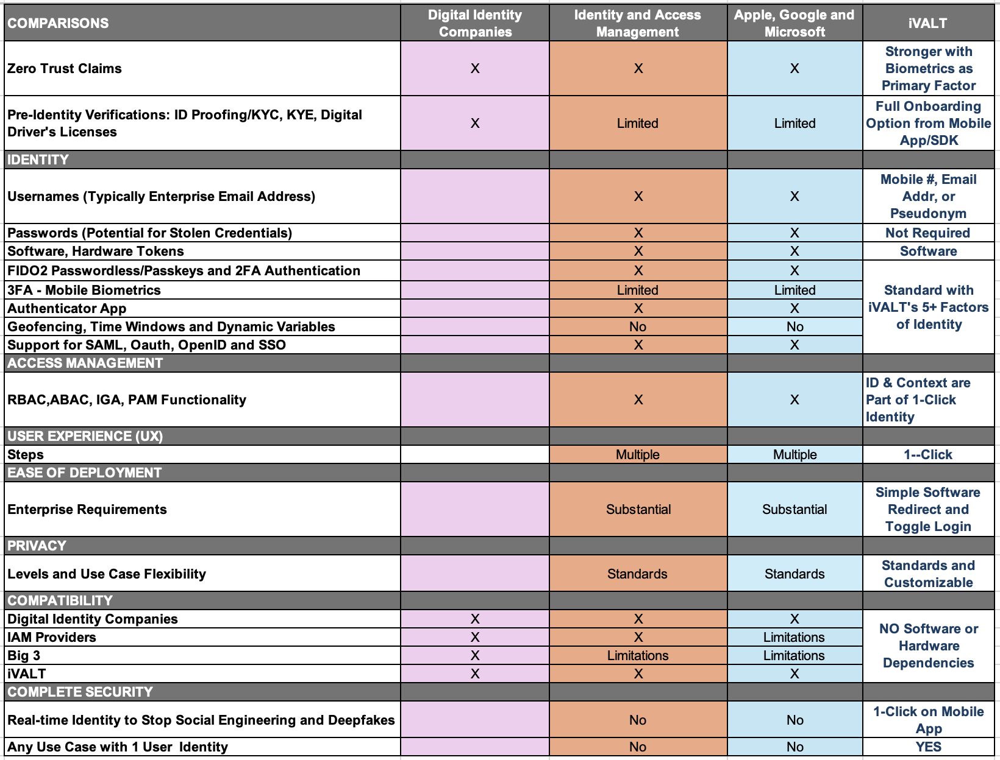 COMPARISONS
Digital Identity
Companies
Identity and Access
Management
Apple, Google and
Microsoft
iVALT
Zero Trust Claims
X
X
X
Stronger with
Biometrics as
Primary Factor
Pre-Identity Verifications: ID Proofing/KYC, KYE, Digital
Driver's Licenses
X
Limited
Limited
Full Onboarding
Option from Mobile
App/SDK
IDENTITY
Usernames (Typically Enterprise Email Address)
X
X
Mobile #, Email
Addr, or
Pseudonym
Passwords (Potential for Stolen Credentials)
X
X
Not Required
Software, Hardware Tokens
X
X
Software
FIDO2 Passwordless/Passkeys and 2FA Authentication
X
X
3FA - Mobile Biometrics
Limited
Limited
Authenticator App
X
X
Geofencing, Time Windows and Dynamic Variables
No
No
Support for SAML, Oauth, OpenID and SSO
X
X
Standard with
iVALT's 5+ Factors
of Identity
ACCESS MANAGEMENT
RBAC,ABAC, IGA, PAM Functionality
X
X
ID & Context are
Part of 1-Click
Identity
USER EXPERIENCE (UX)
Steps
Multiple
Multiple
1--Click
EASE OF DEPLOYMENT
Enterprise Requirements
Substantial
Substantial
Simple Software
Redirect and
Toggle Login
PRIVACY
Levels and Use Case Flexibility
Standards
Standards
Standards and
Customizable
COMPATIBILITY
Digital Identity Companies
X
X
X
IAM Providers
X
X
Limitations
Big 3
X
Limitations
Limitations
iVALT
X
X
X
NO Software or
Hardware
Dependencies
COMPLETE SECURITY
Real-time Identity to Stop Social Engineering and Deepfakes
No
No
1-Click on Mobile
App
Any Use Case with 1 User  Identity
No
No
YES